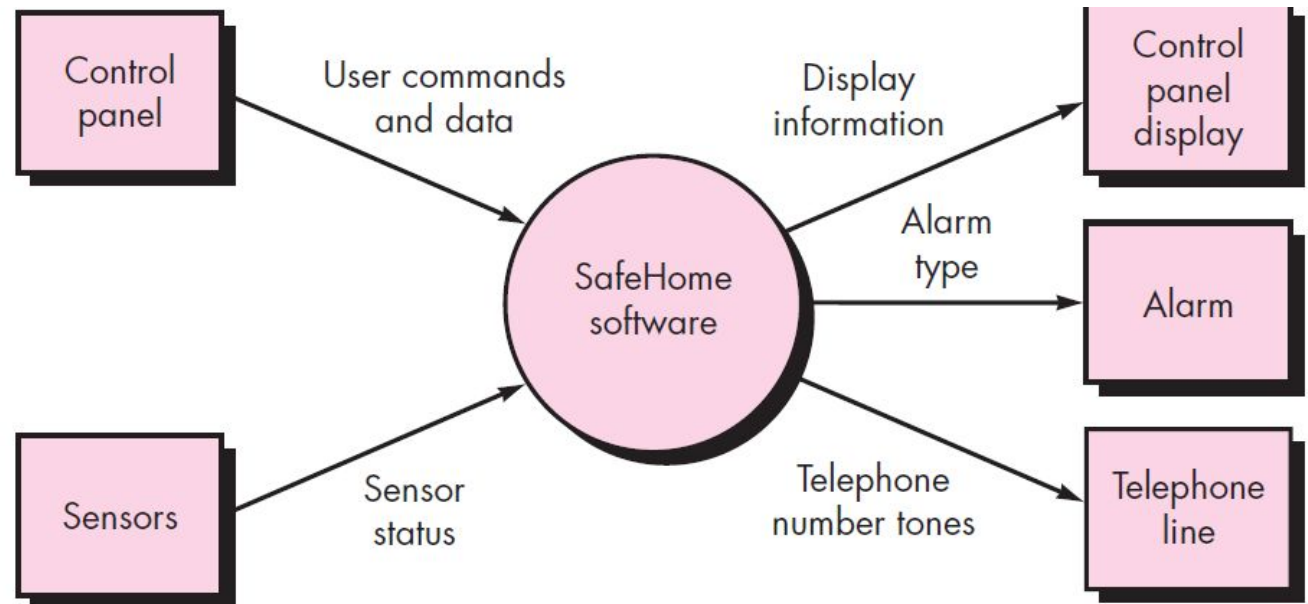 Control
panel
User commands
and data
Display
information
Control
panel
display
Alarm
type
SafeHome
software
Alarm
Sensors
Sensor
status
Telephone
number tones
Telephone
line